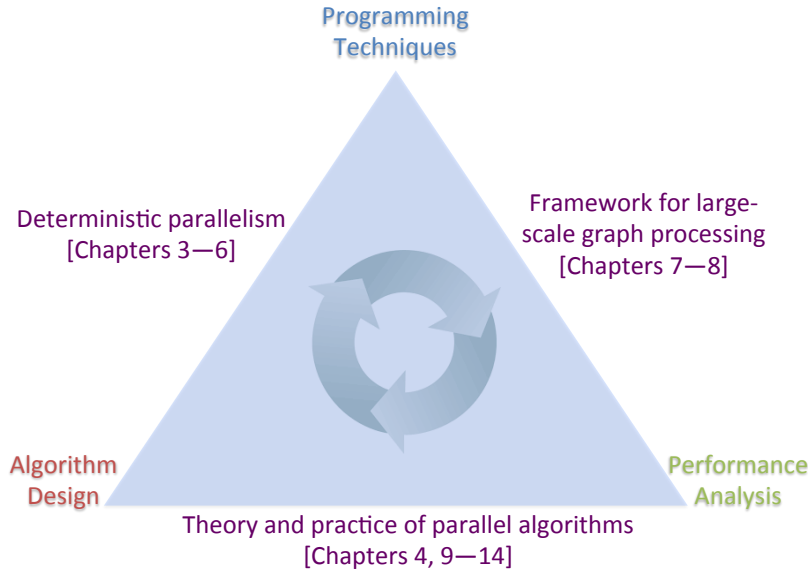 Programming
Techniques
Deterministic parallelism
[Chapters 3—6]
Framework for large-
scale graph processing
[Chapters 7—8]
Algorithm
Design
Performance
Analysis
Theory and practice of parallel algorithms
[Chapters 4, 9—14]